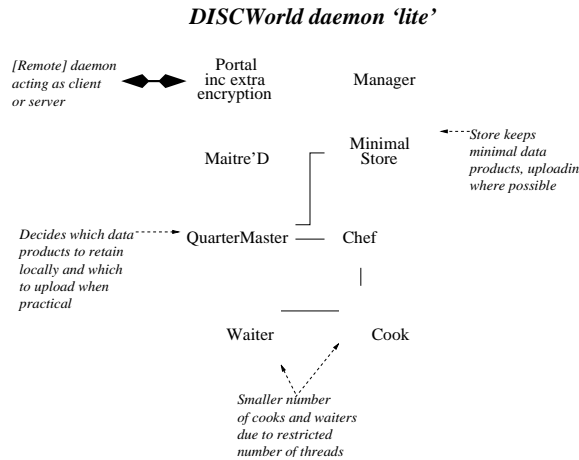 DISCWorld daemon ‘lite’
[Remote] daemon
acting as client
or server
Portal
inc extra
encryption
Manager
Maitre’D
Minimal
Store
Store keeps
minimal data
products, uploadin
where possible
Decides which data
products to retain
locally and which
to upload when
practical
QuarterMaster
Chef
Waiter
Cook
Smaller number
of cooks and waiters
due to restricted
number of threads